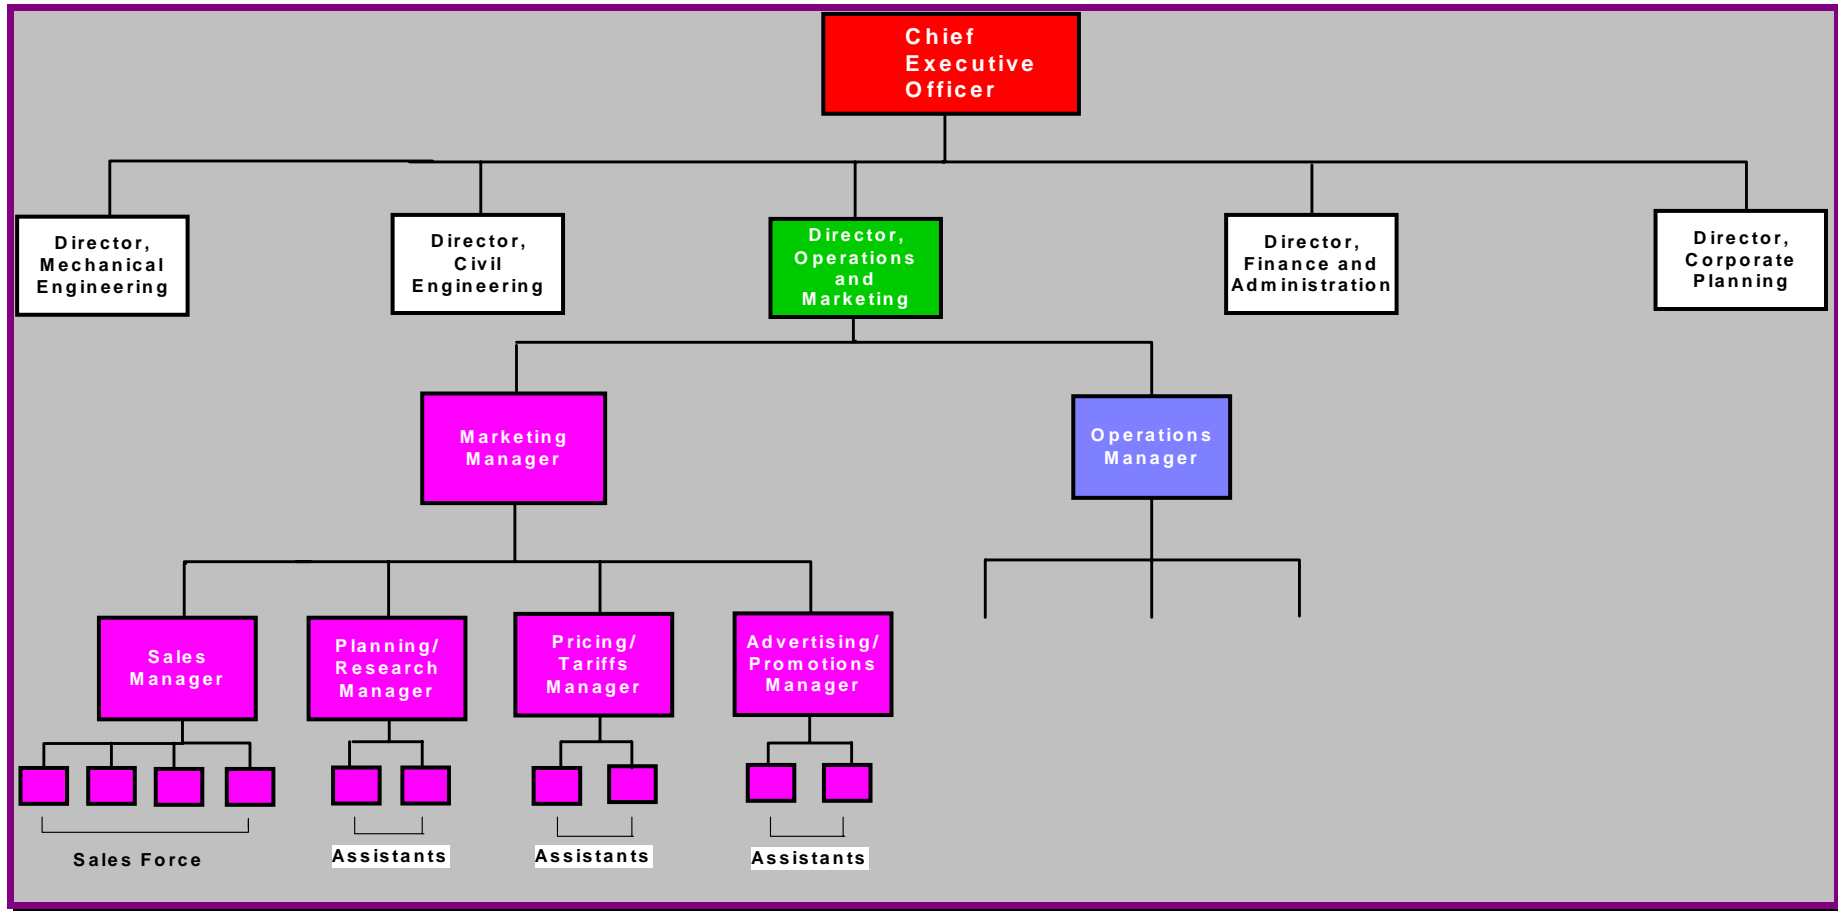 Chief
Executive
Officer
Director,
Mechanical
Engineering
Director,
Civil
Engineering
Director,
Operations
and
Marketing
Director,
Finance and
Administration
Director,
Corporate
Planning
Marketing
Manager
Operations
Manager
Sales
Manager
Planning/
Research
Manager
Pricing/
Tariffs
Manager
Advertising/
Promotions
Manager
Sales Force
Assistants
Assistants
Assistants